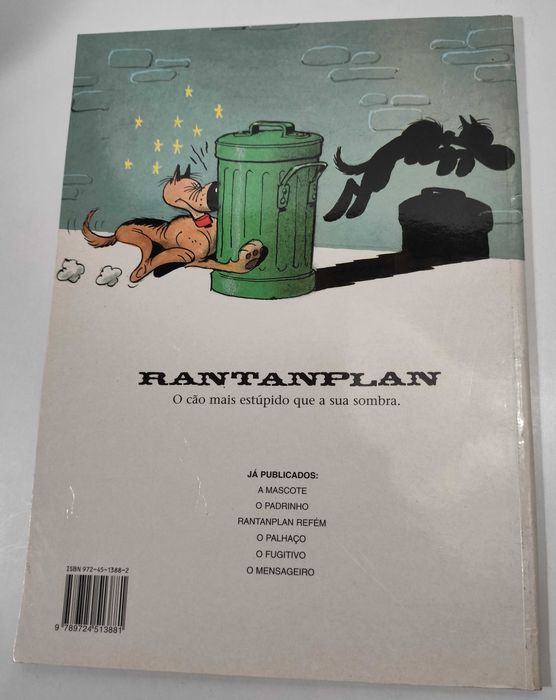 RANTANPLAN
O cão mais estúpido que a sua sombra.
JÁ PUBLICADOS:
A MASCOTE
O PADRINHO
RANTANPLAN REFÉM
O PALHAÇO
O FUGITIVO
O MENSAGEIRO
ISBN 972-45-1388-2
9 789724 513881